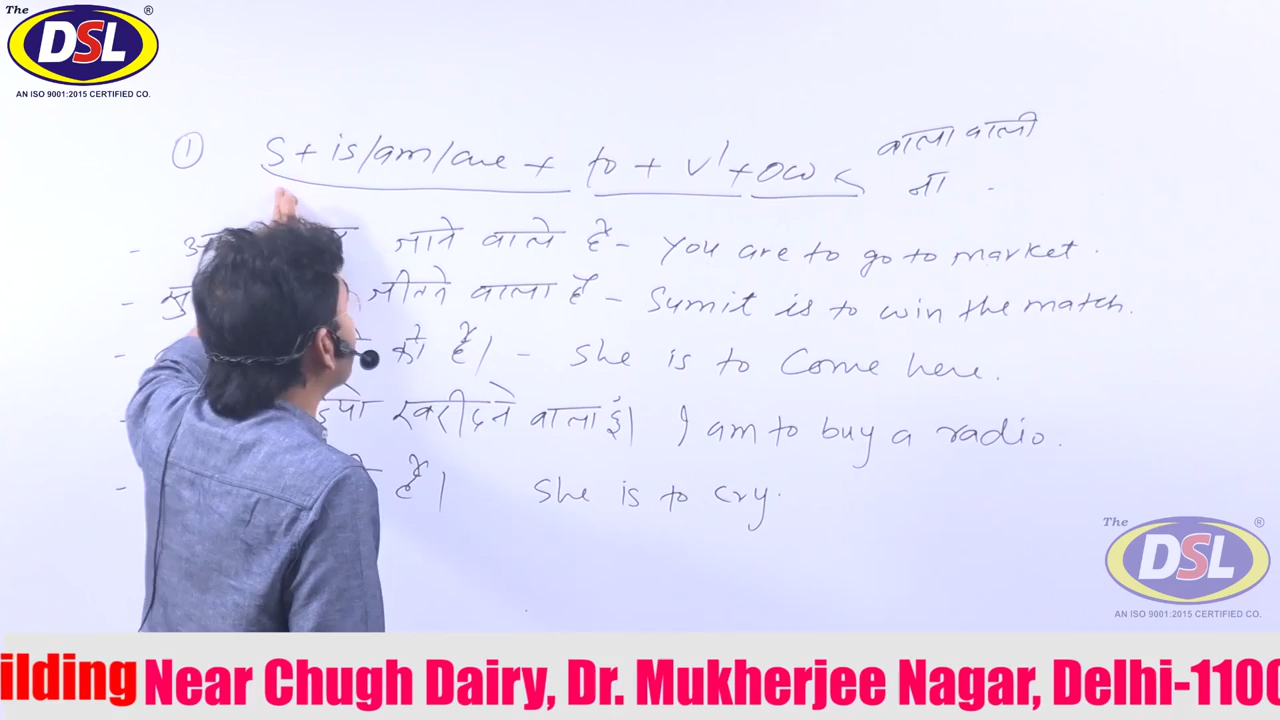 The
DSL ®
AN ISO 9001:2015 CERTIFIED CO.
① S + is/am/are + to + V¹ + OW < वाला वाली
ना
- जाने वाले हैं - You are to go to market.
- जीतने वाला है - Sumit is to win the match.
- को है। - She is to come here.
- खरीदने वाला हूं। I am to buy a radio.
- है। She is to cry.
The
DSL ®
AN ISO 9001:2015 CERTIFIED CO.
ilding Near Chugh Dairy, Dr. Mukherjee Nagar, Delhi-1100